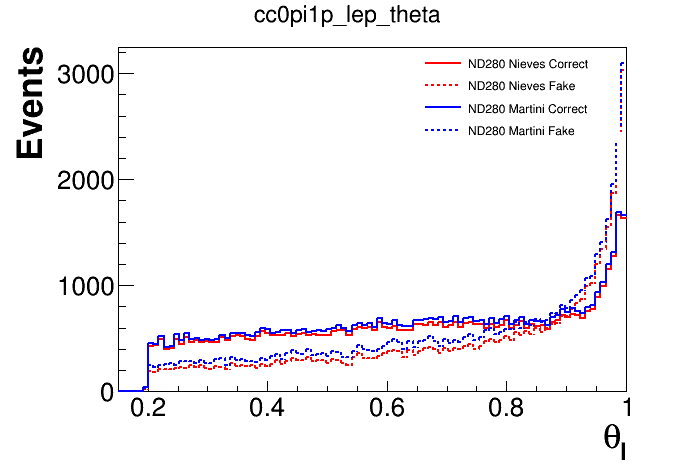 cc0pi1p_lep_theta
Events
3000
2000
1000
0
ND280 Nieves Correct
ND280 Nieves Fake
ND280 Martini Correct
ND280 Martini Fake
0.2 0.4 0.6 0.8 1
θl